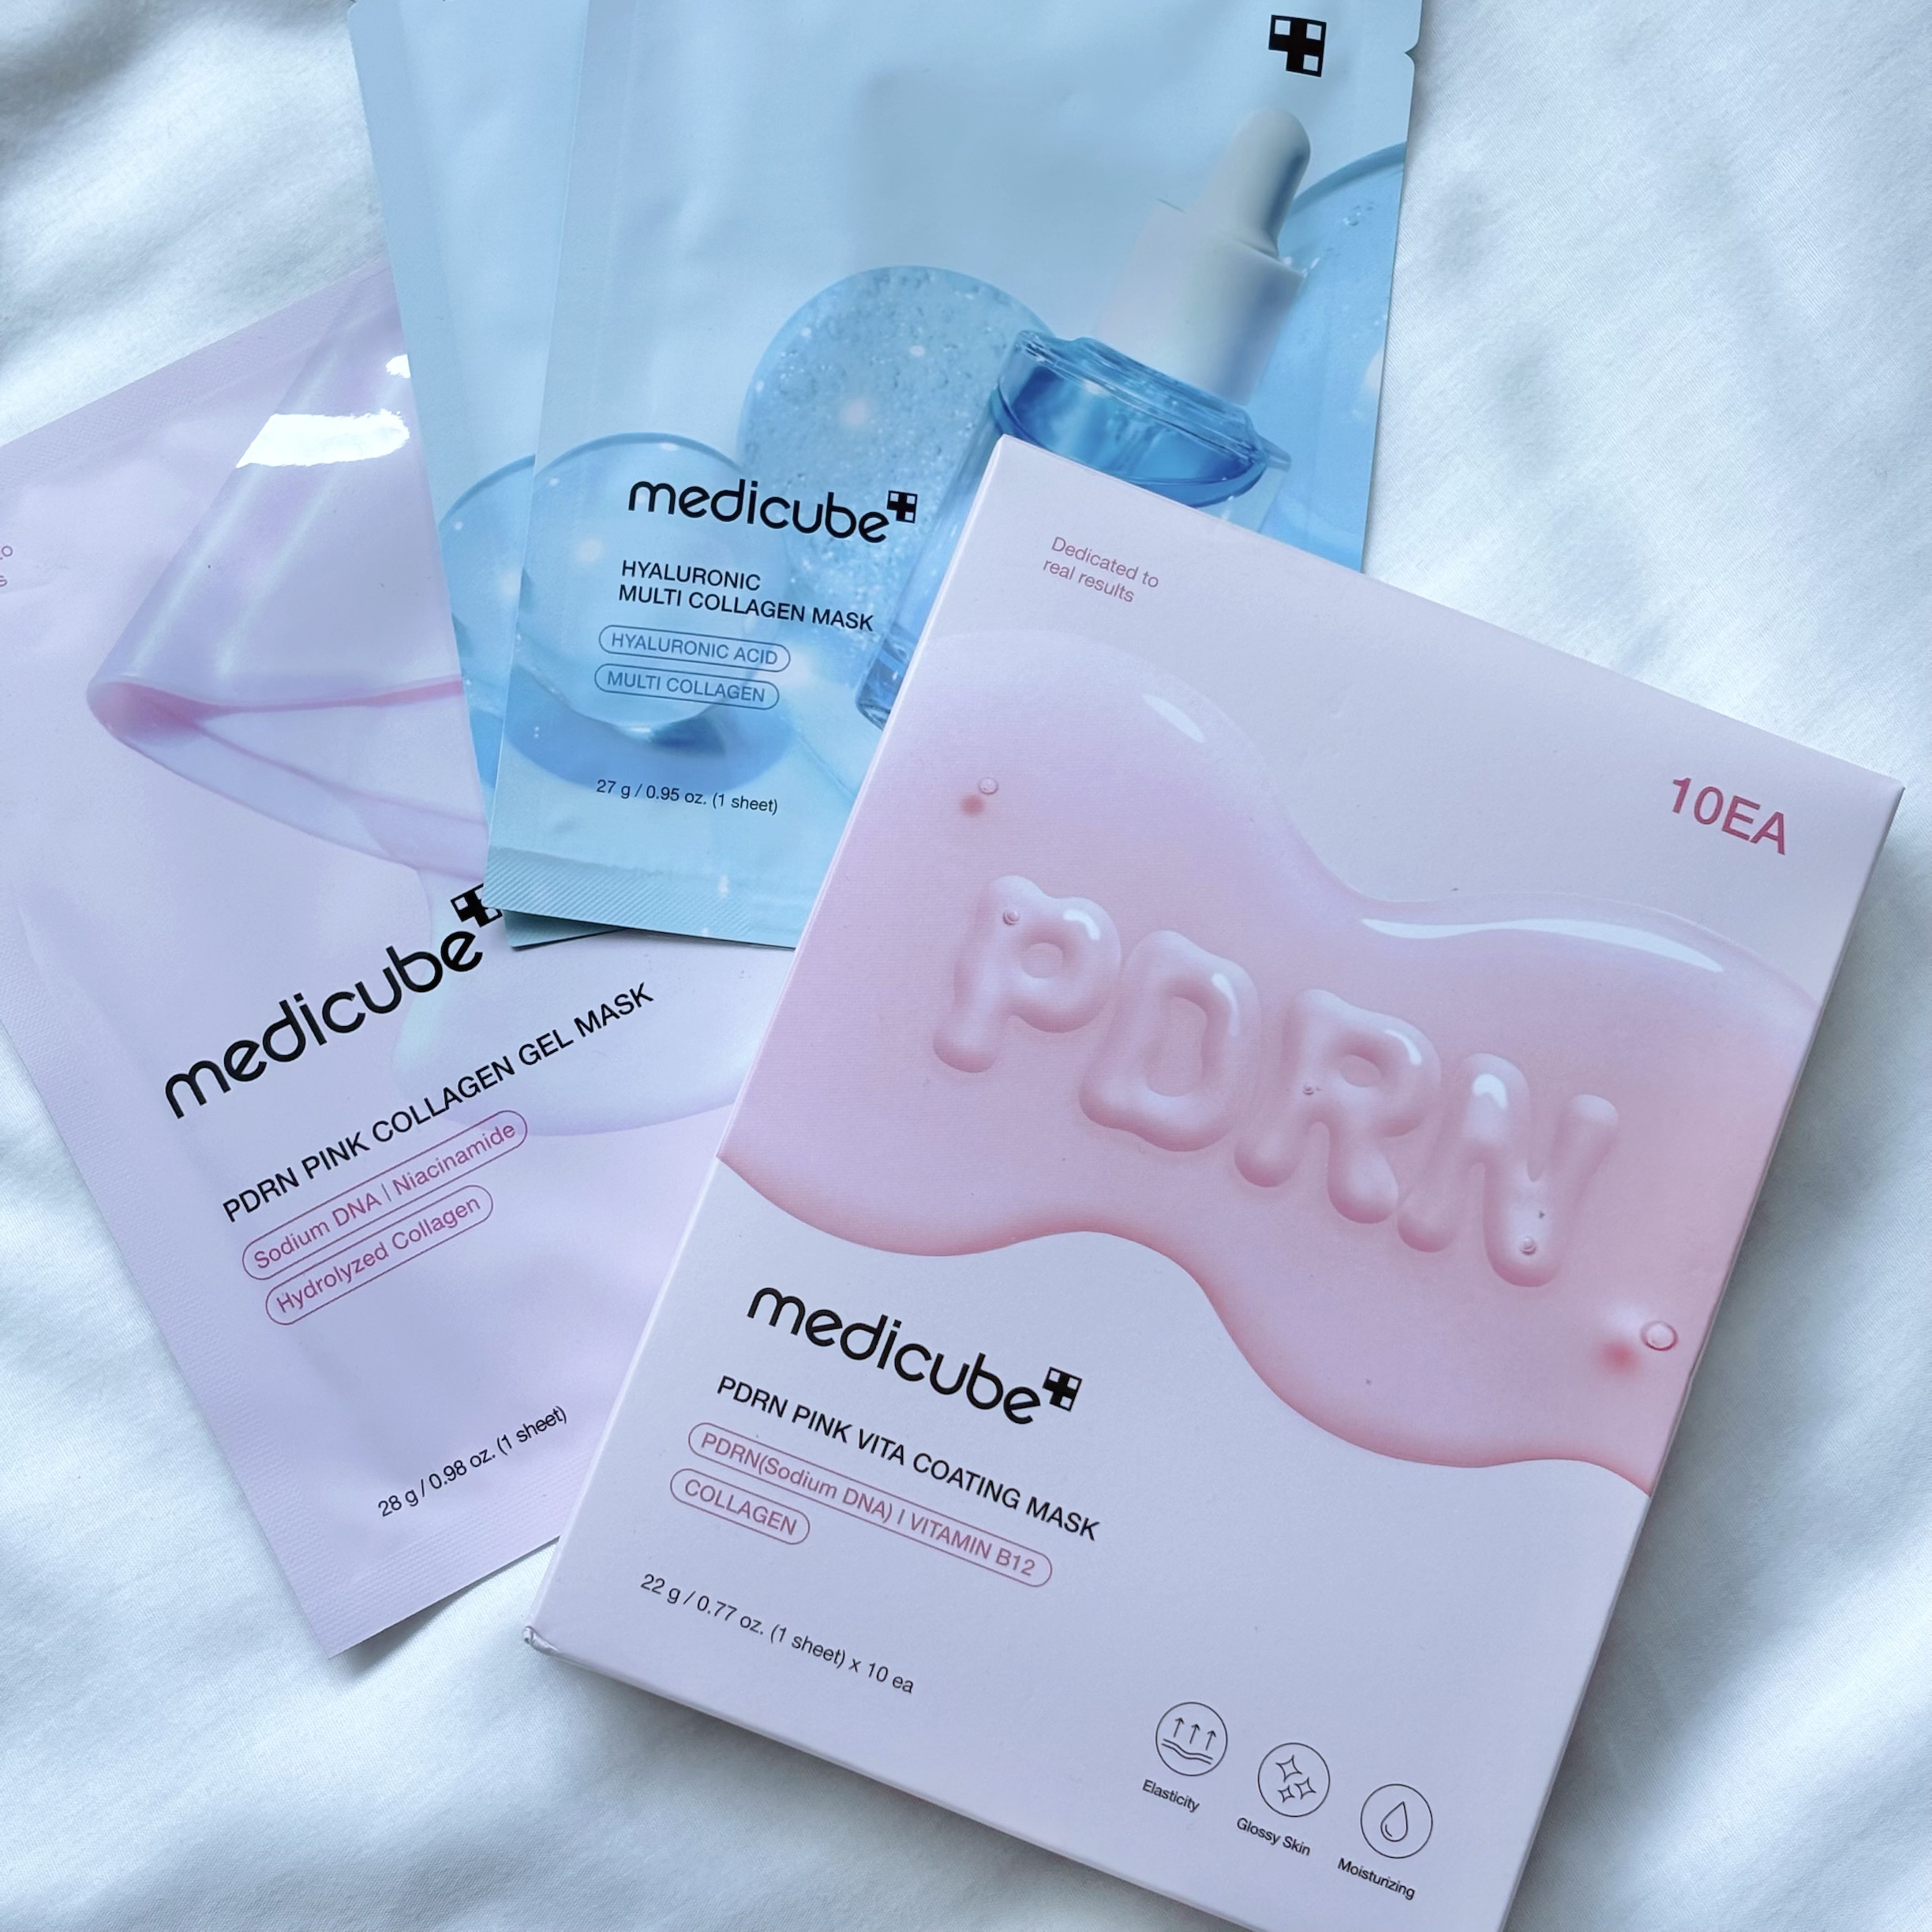 medicube
HYALURONIC
MULTI COLLAGEN MASK
HYALURONIC ACID
MULTI COLLAGEN
27 g / 0.95 oz. (1 sheet)
medicube
PDRN PINK COLLAGEN GEL MASK
Sodium DNA | Niacinamide
Hydrolyzed Collagen
28 g / 0.98 oz. (1 sheet)
Dedicated to
real results
10EA
PDRN
medicube
PDRN PINK VITA COATING MASK
PDRN(Sodium DNA) | VITAMIN B12
COLLAGEN
22 g / 0.77 oz. (1 sheet) x 10 ea
Elasticity
Glossy Skin
Moisturizing